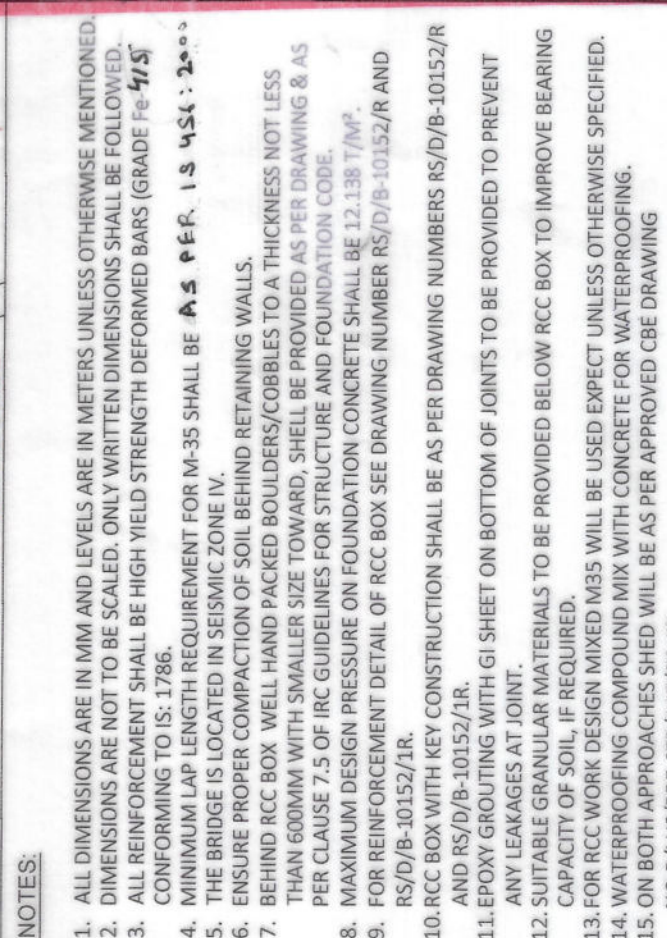 NOTES:
1. ALL DIMENSIONS ARE IN MM AND LEVELS ARE IN METERS UNLESS OTHERWISE MENTIONED.
2. DIMENSIONS ARE NOT TO BE SCALED. ONLY WRITTEN DIMENSIONS SHALL BE FOLLOWED.
3. ALL REINFORCEMENT SHALL BE HIGH YIELD STRENGTH DEFORMED BARS (GRADE Fe-415)
CONFORMING TO IS: 1786.
4. MINIMUM LAP LENGTH REQUIREMENT FOR M-35 SHALL BE AS PER IS 456:2000
5. THE BRIDGE IS LOCATED IN SEISMIC ZONE IV.
6. ENSURE PROPER COMPACTION OF SOIL BEHIND RETAINING WALLS.
7. BEHIND RCC BOX WELL HAND PACKED BOULDERS/COBBLES TO A THICKNESS NOT LESS
THAN 600MM WITH SMALLER SIZE TOWARD, SHELL BE PROVIDED AS PER DRAWING & AS
PER CLAUSE 7.5 OF IRC GUIDELINES FOR STRUCTURE AND FOUNDATION CODE.
8. MAXIMUM DESIGN PRESSURE ON FOUNDATION CONCRETE SHALL BE 12.138 T/M².
9. FOR REINFORCEMENT DETAIL OF RCC BOX SEE DRAWING NUMBER RS/D/B-10152/R AND
RS/D/B-10152/1R.
10. RCC BOX WITH KEY CONSTRUCTION SHALL BE AS PER DRAWING NUMBERS RS/D/B-10152/R
AND RS/D/B-10152/1R.
11. EPOXY GROUTING WITH GI SHEET ON BOTTOM OF JOINTS TO BE PROVIDED TO PREVENT
ANY LEAKAGES AT JOINT.
12. SUITABLE GRANULAR MATERIALS TO BE PROVIDED BELOW RCC BOX TO IMPROVE BEARING
CAPACITY OF SOIL, IF REQUIRED.
13. FOR RCC WORK DESIGN MIXED M35 WILL BE USED EXPECT UNLESS OTHERWISE SPECIFIED.
14. WATERPROOFING COMPOUND MIX WITH CONCRETE FOR WATERPROOFING.
15. ON BOTH APPROACHES SHED WILL BE AS PER APPROVED CBE DRAWING